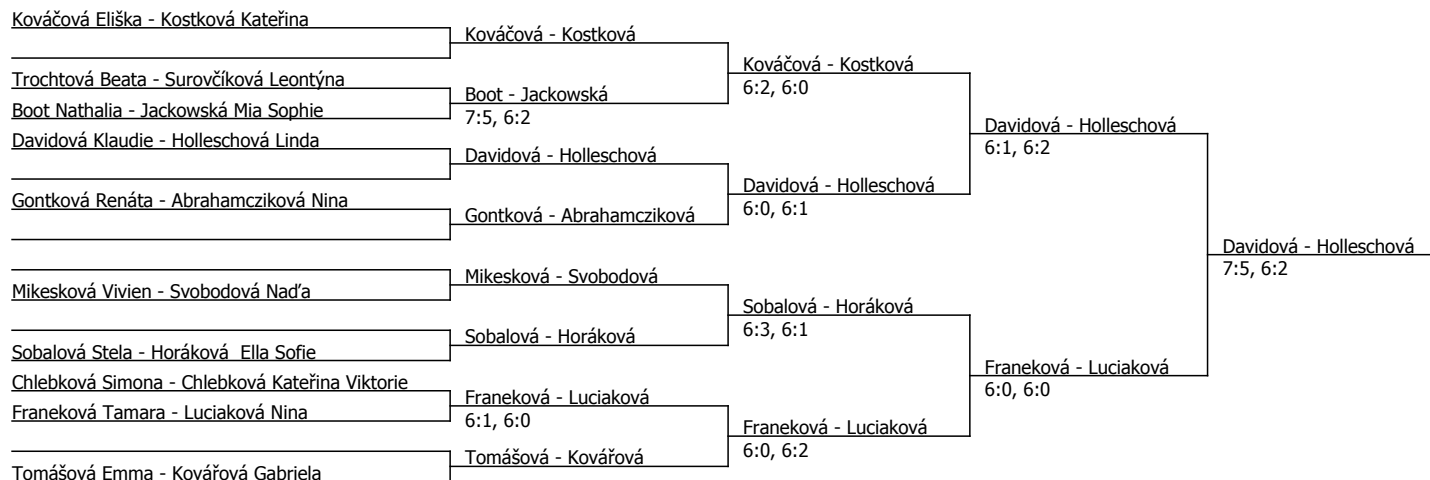 Kováčová Eliška - Kostková Kateřina
Trochtová Beata - Surovčíková Leontýna
Boot Nathalia - Jackowská Mia Sophie
Davidová Klaudie - Holleschová Linda
Gontková Renáta - Abrahamcziková Nina
Mikesková Vivien - Svobodová Naďa
Sobalová Stela - Horáková Ella Sofie
Chlebková Simona - Chlebková Kateřina Viktorie
Franeková Tamara - Luciaková Nina
Tomášová Emma - Kovářová Gabriela
Kováčová - Kostková
Boot - Jackowská
7:5, 6:2
Davidová - Holleschová
Gontková - Abrahamcziková
Mikesková - Svobodová
Sobalová - Horáková
Franeková - Luciaková
6:1, 6:0
Tomášová - Kovářová
Kováčová - Kostková
6:2, 6:0
Davidová - Holleschová
6:0, 6:1
Sobalová - Horáková
6:3, 6:1
Franeková - Luciaková
6:0, 6:2
Davidová - Holleschová
6:1, 6:2
Franeková - Luciaková
6:0, 6:0
Davidová - Holleschová
7:5, 6:2